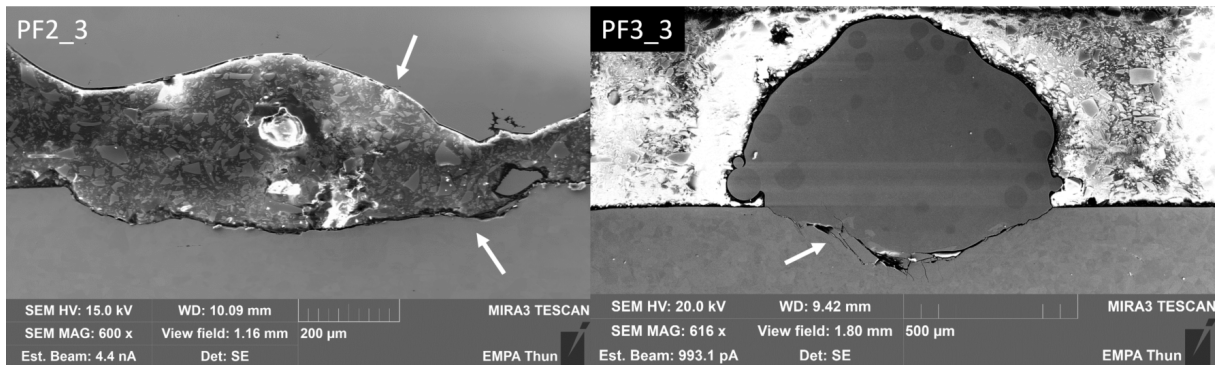 PF2_3
SEM HV: 15.0 kV WD: 10.09 mm MIRA3 TESCAN
SEM MAG: 600 x View field: 1.16 mm 200 µm
Est. Beam: 4.4 nA Det: SE EMPA Thun
PF3_3
SEM HV: 20.0 kV WD: 9.42 mm MIRA3 TESCAN
SEM MAG: 616 x View field: 1.80 mm 500 µm
Est. Beam: 993.1 pA Det: SE EMPA Thun